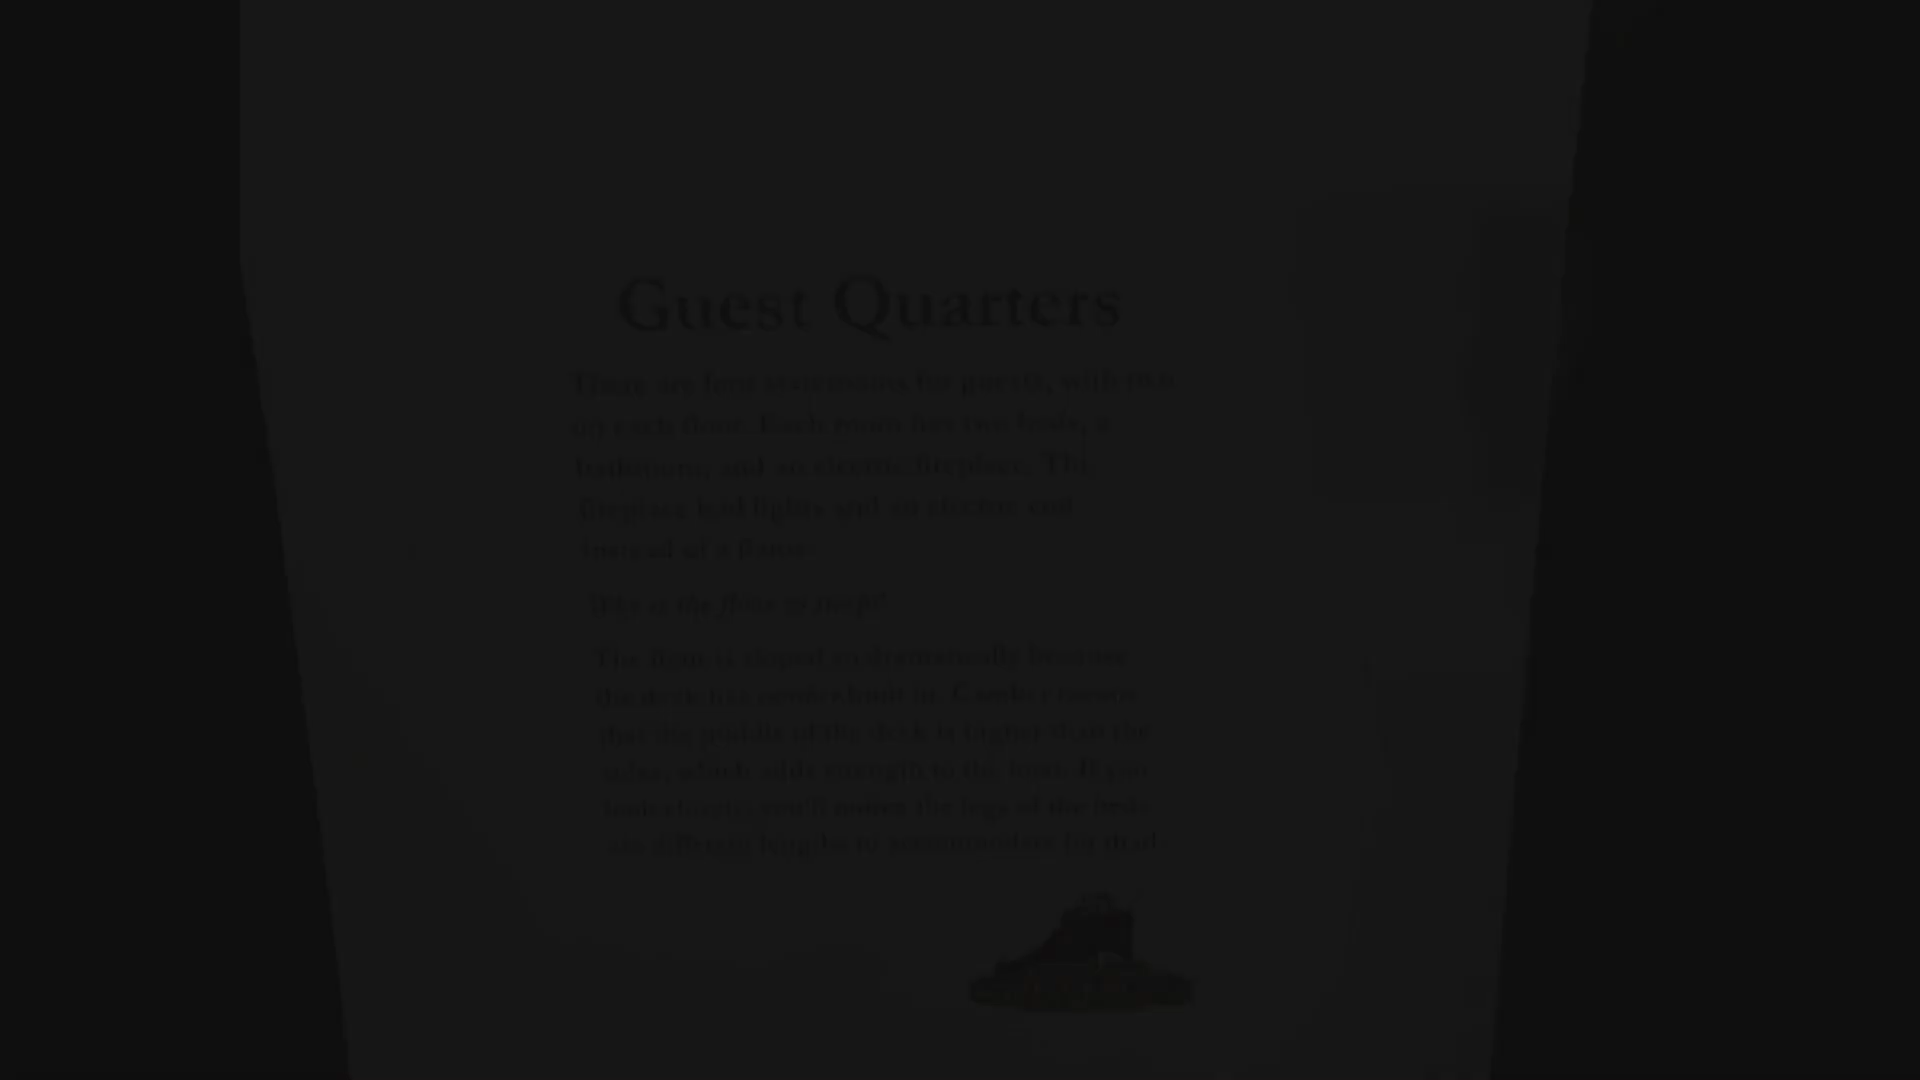 Guest Quarters
There are four staterooms for guests, with two
on each floor. Each room has two beds, a
bathroom, and an electric fireplace. The
fireplace had lights and an electric coil
instead of a flame.
Why is the floor so steep?
The floor is sloped so dramatically because
the deck has camber built in. Camber means
that the middle of the deck is higher than the
sides, which adds strength to the boat. If you
look closely, you'll notice the legs of the beds
are different lengths to accommodate for that!